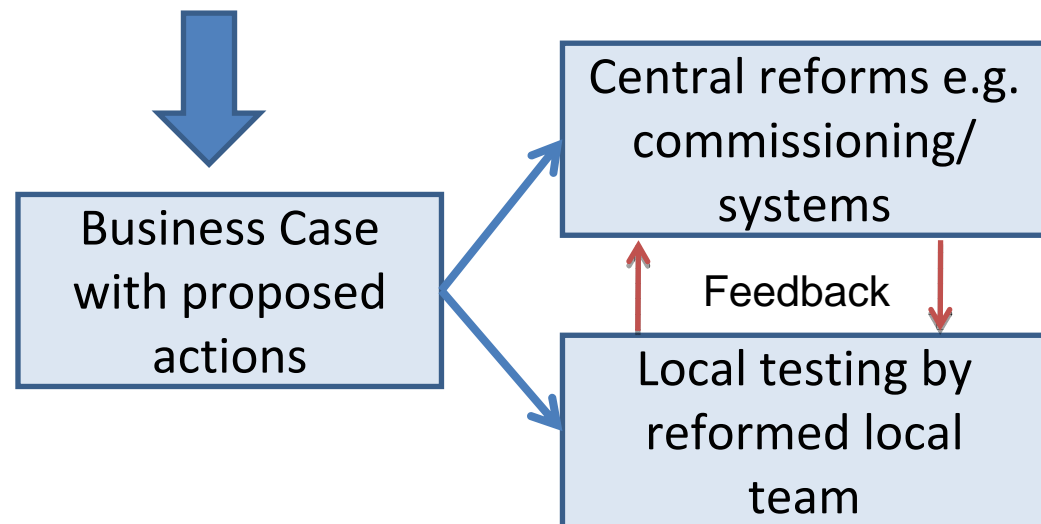 Business Case
with proposed
actions
Central reforms e.g.
commissioning/
systems
Feedback
Local testing by
reformed local
team